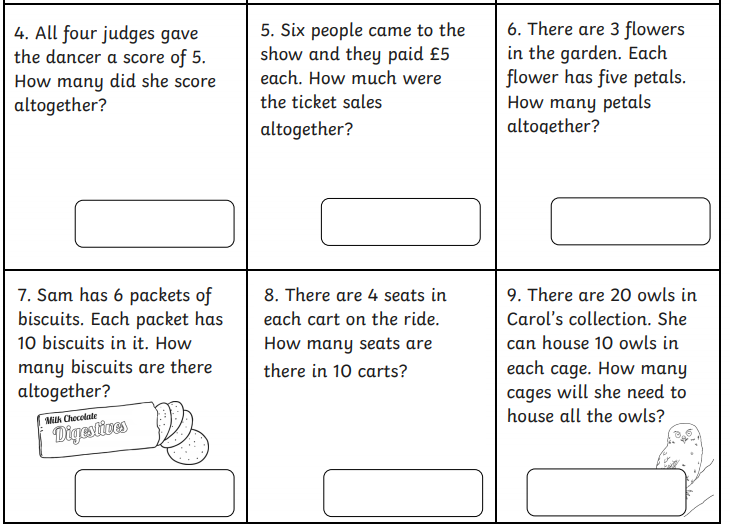 4. All four judges gave
the dancer a score of 5.
How many did she score
altogether?
5. Six people came to the
show and they paid £5
each. How much were
the ticket sales
altogether?
6. There are 3 flowers
in the garden. Each
flower has five petals.
How many petals
altogether?
7. Sam has 6 packets of
biscuits. Each packet has
10 biscuits in it. How
many biscuits are there
altogether?
Milk Chocolate
Digestives
8. There are 4 seats in
each cart on the ride.
How many seats are
there in 10 carts?
9. There are 20 owls in
Carol's collection. She
can house 10 owls in
each cage. How many
cages will she need to
house all the owls?